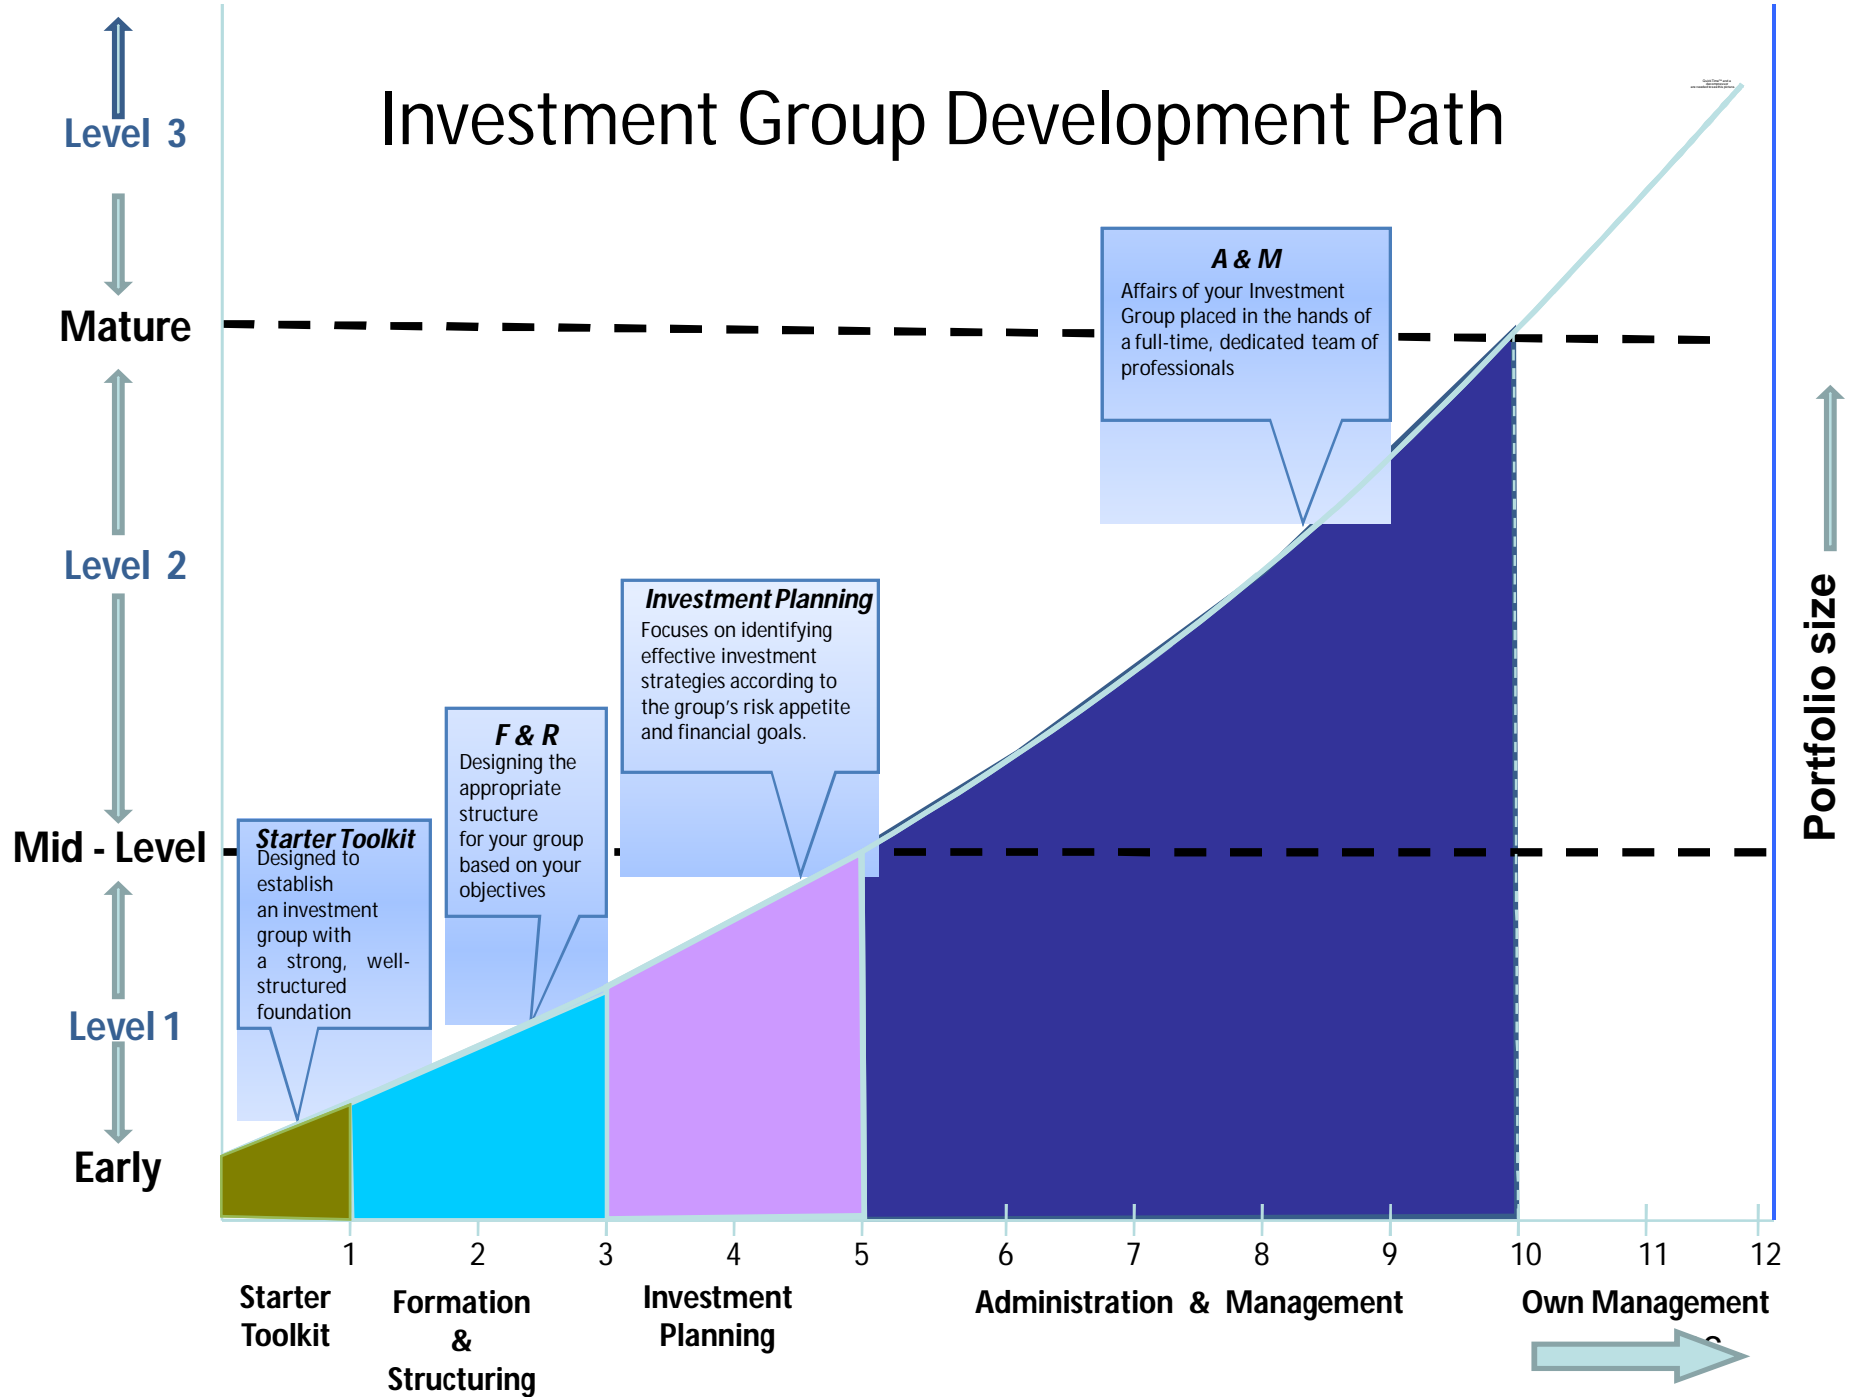 Investment Group Development Path
Level 3
Mature
Level 2
Mid - Level
Level 1
Early
A & M
Affairs of your Investment
Group placed in the hands of
a full-time, dedicated team of
professionals
Investment Planning
Focuses on identifying
effective investment
strategies according to
the group's risk appetite
and financial goals.
F & R
Designing the
appropriate
structure
for your group
based on your
objectives
Starter Toolkit
Designed to
establish
an investment
group with
a strong, well-
structured
foundation
Portfolio size
1 2 3 4 5 6 7 8 9 10 11 12
Starter
Toolkit
Formation
&
Structuring
Investment
Planning
Administration & Management
Own Management